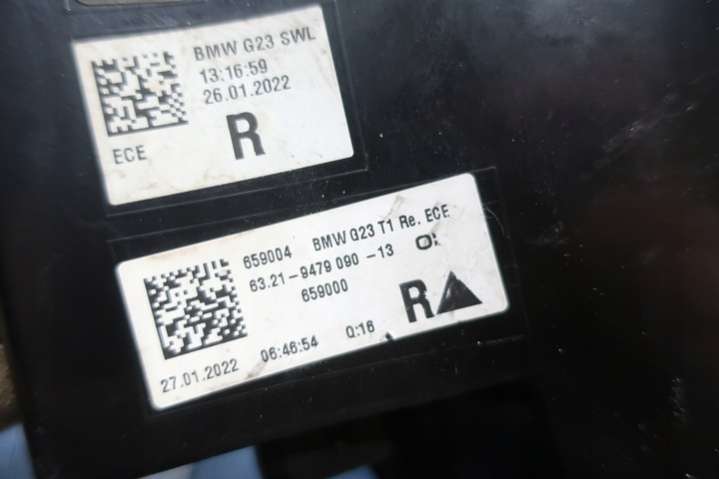 BMW G23 SWL
13:16:59
26.01.2022
ECE
R
659004 BMW G23 T1 Re. ECE
63.21-9479 090-13
659000
R
27.01.2022 06:46:54 Q:16